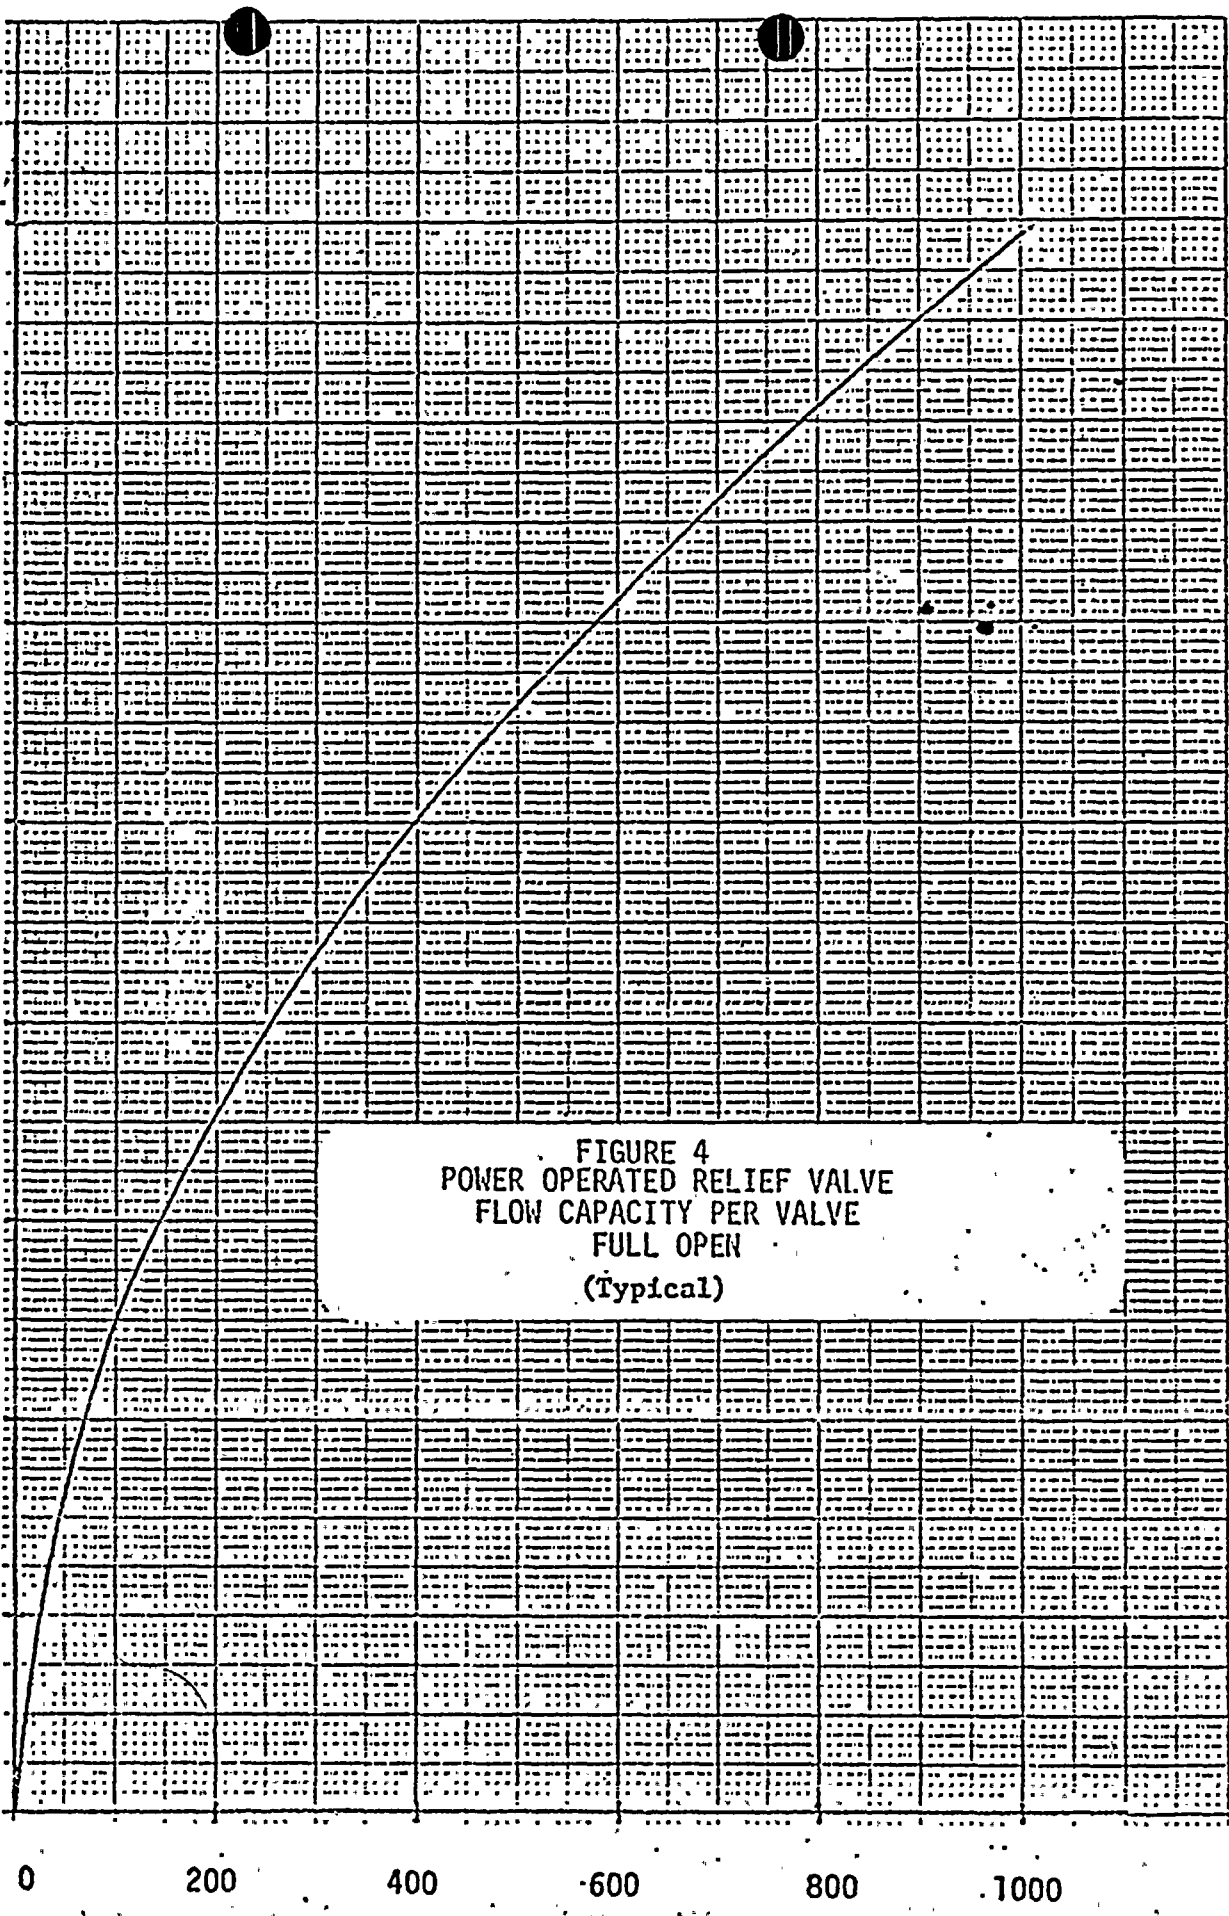 FIGURE 4
POWER OPERATED RELIEF VALVE
FLOW CAPACITY PER VALVE
FULL OPEN
(Typical)
0 200 400 600 800 1000